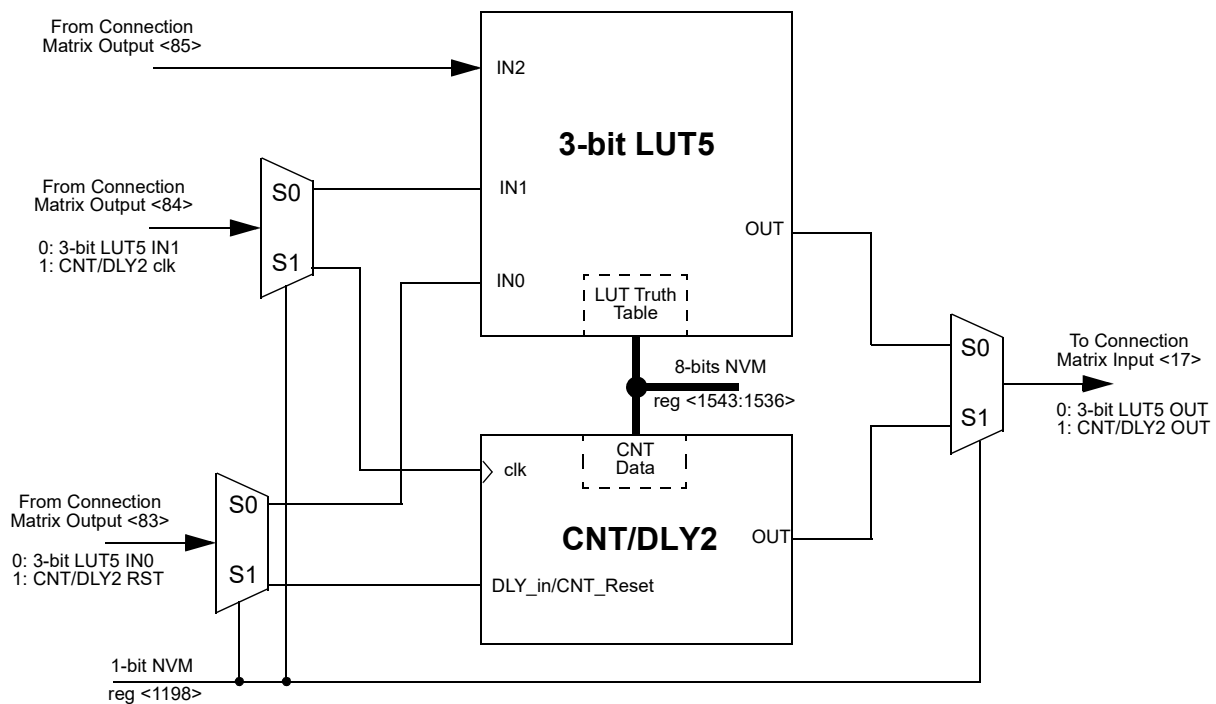 From Connection
Matrix Output <85>
IN2
3-bit LUT5
From Connection
Matrix Output <84>
S0
IN1
0: 3-bit LUT5 IN1
1: CNT/DLY2 clk
S1
OUT
IN0
LUT Truth
Table
To Connection
Matrix Input <17>
S0
8-bits NVM
reg <1543:1536>
0: 3-bit LUT5 OUT
1: CNT/DLY2 OUT
S1
CNT
Data
clk
From Connection
Matrix Output <83>
S0
CNT/DLY2
OUT
0: 3-bit LUT5 IN0
1: CNT/DLY2 RST
S1
DLY_in/CNT_Reset
1-bit NVM
reg <1198>